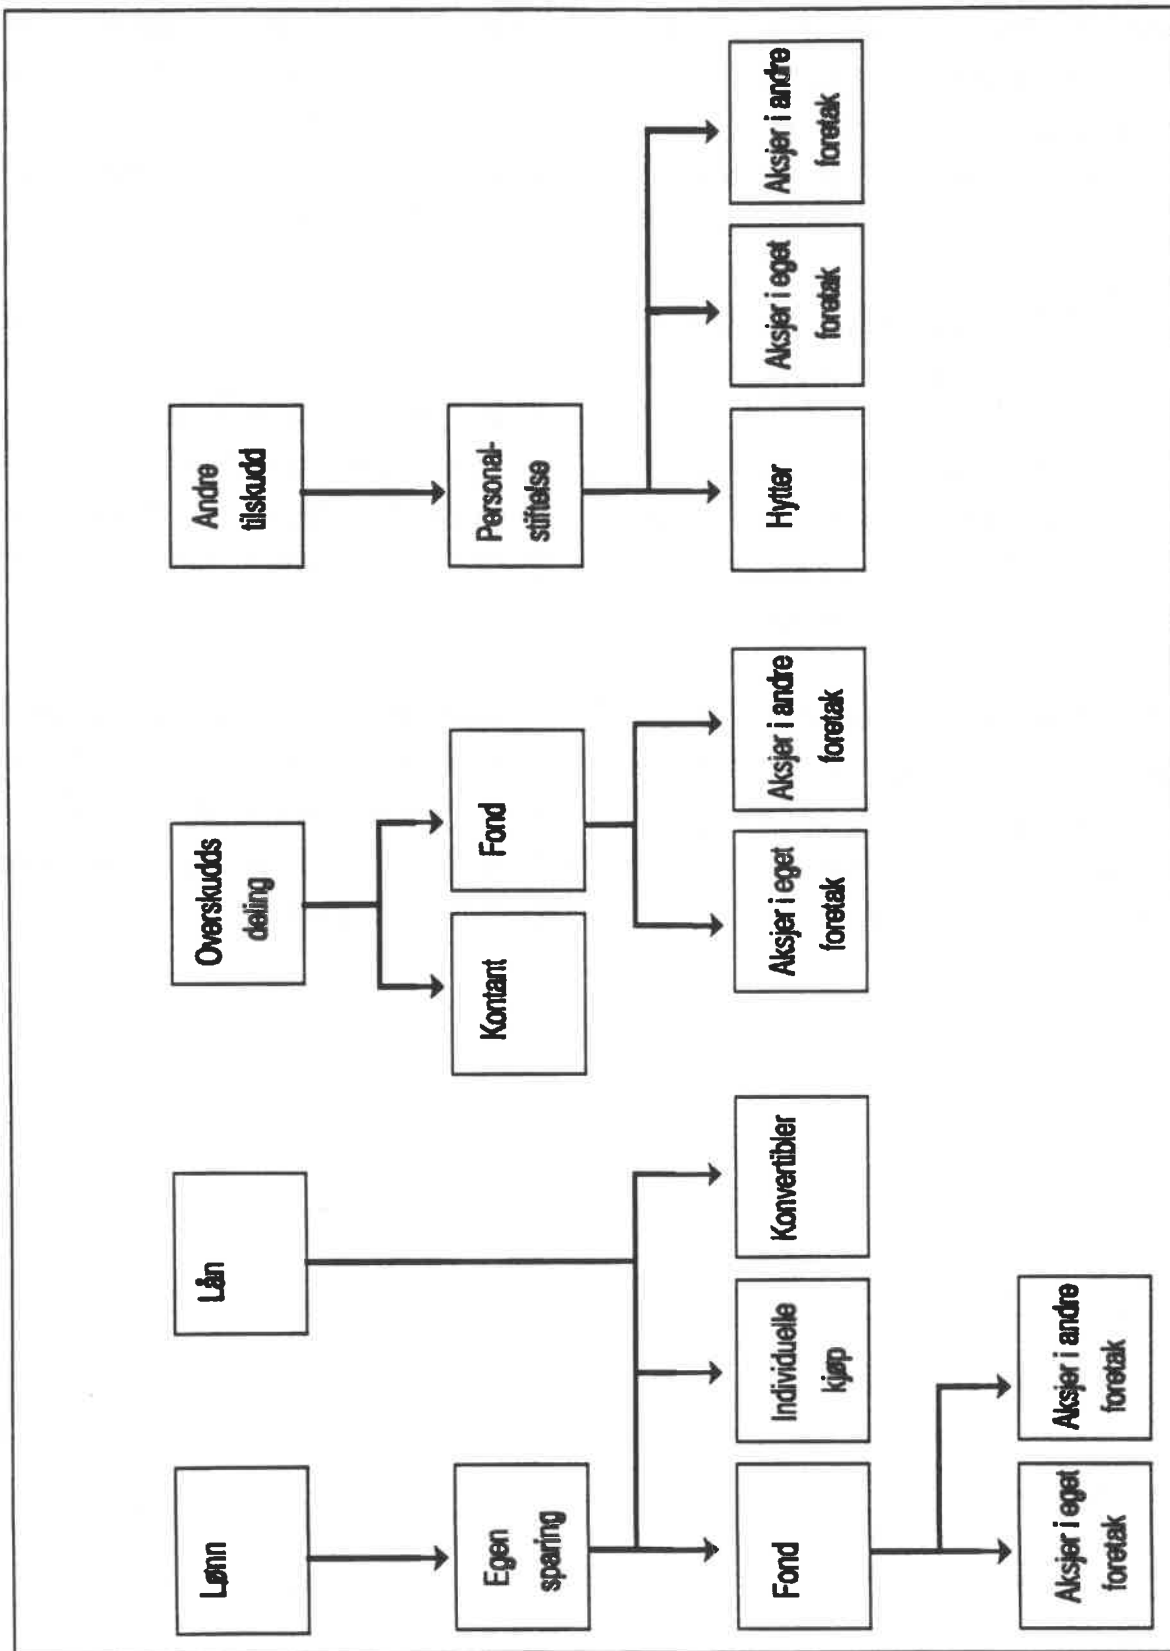 Lønn
Lån
Overskudds
deling
Andre
tilskudd
Egen
sparing
Kontant
Fond
Personal-
stiftelse
Fond
Individuelle
kjøp
Konvertibler
Aksjer i eget
foretak
Aksjer i andre
foretak
Hytter
Aksjer i eget
foretak
Aksjer i andre
foretak
Aksjer i eget
foretak
Aksjer i andre
foretak